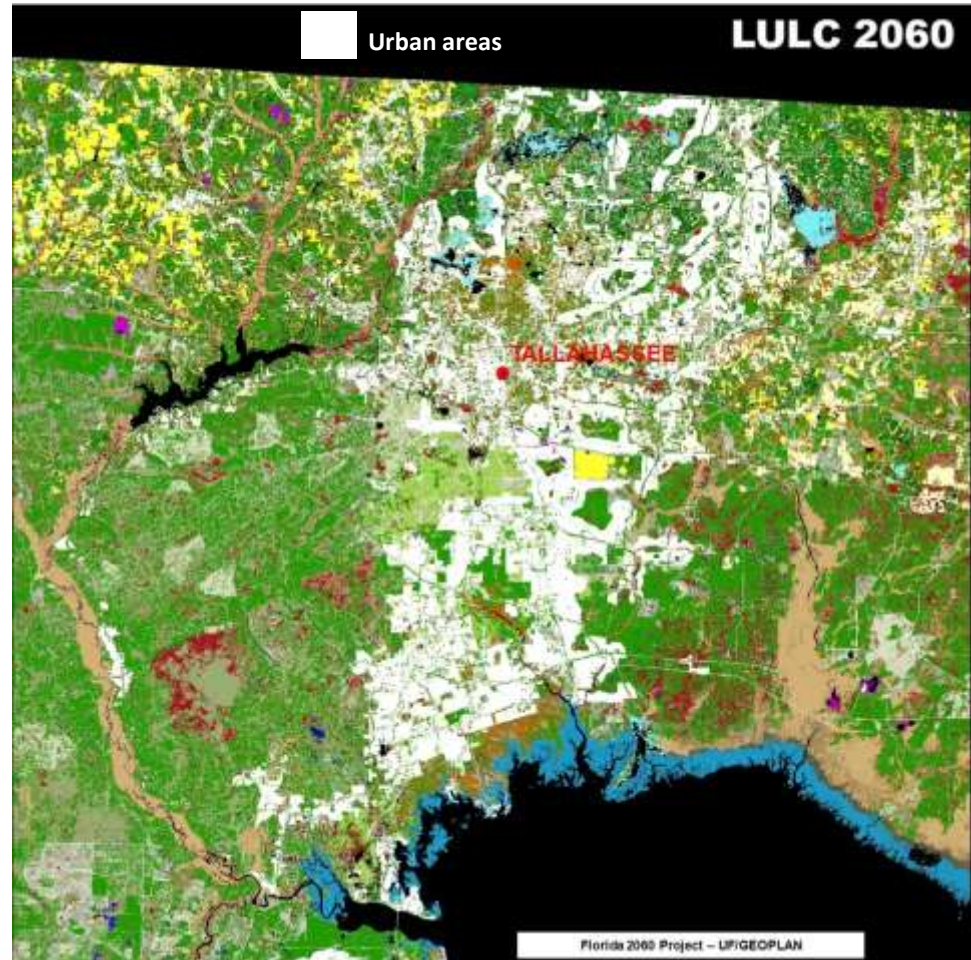 Urban areas
LULC 2060
TALLAHASSEE
Florida 2060 Project – UF/GEOPLAN